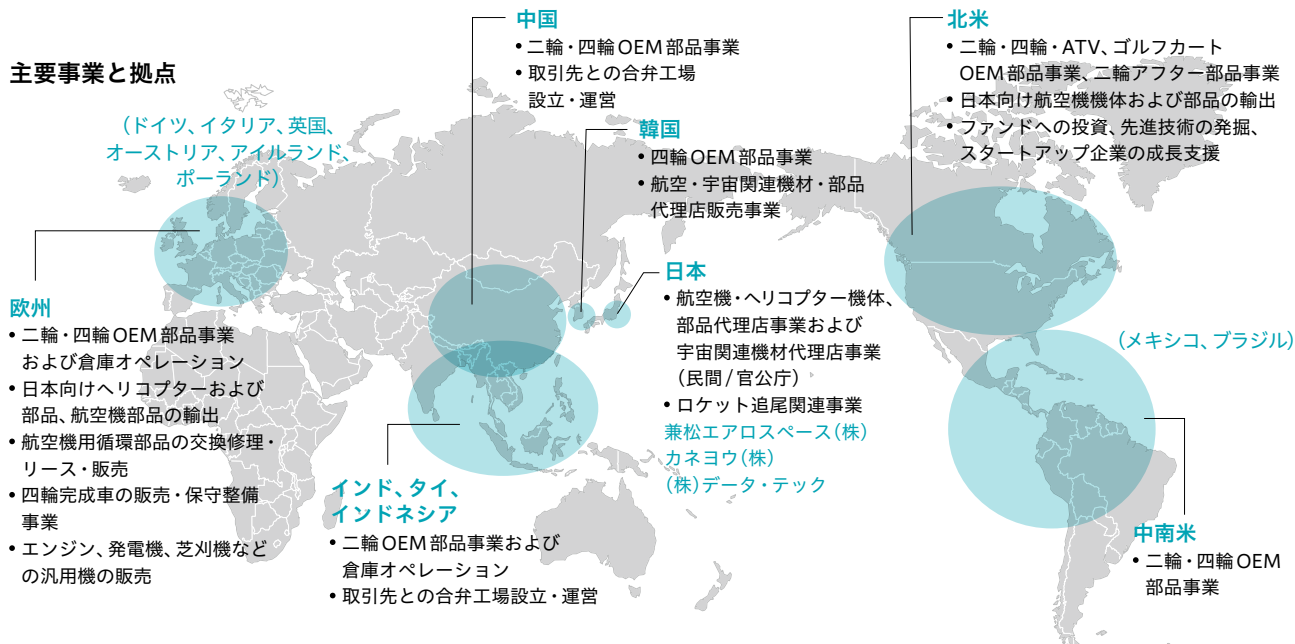 主要事業と拠点
(ドイツ、イタリア、英国、
オーストリア、アイルランド、
ポーランド)
欧州
• 二輪・四輪OEM部品事業
および倉庫オペレーション
• 日本向けヘリコプターおよび
部品、航空機部品の輸出
• 航空機用循環部品の交換修理・
リース・販売
• 四輪完成車の販売・保守整備
事業
• エンジン、発電機、芝刈機など
の汎用機の販売
中国
• 二輪・四輪OEM部品事業
• 取引先との合弁工場
設立・運営
韓国
• 四輪OEM部品事業
• 航空・宇宙関連機材・部品
代理店販売事業
日本
• 航空機・ヘリコプター機体、
部品代理店事業および
宇宙関連機材代理店事業
(民間/官公庁)
• ロケット追尾関連事業
兼松エアロスペース(株)
カネヨウ(株)
(株)データ・テック
インド、タイ、
インドネシア
• 二輪OEM部品事業および
倉庫オペレーション
• 取引先との合弁工場設立・運営
北米
• 二輪・四輪・ATV、ゴルフカート
OEM部品事業、二輪アフター部品事業
• 日本向け航空機機体および部品の輸出
• ファンドへの投資、先進技術の発掘、
スタートアップ企業の成長支援
(メキシコ、ブラジル)
中南米
• 二輪・四輪OEM
部品事業